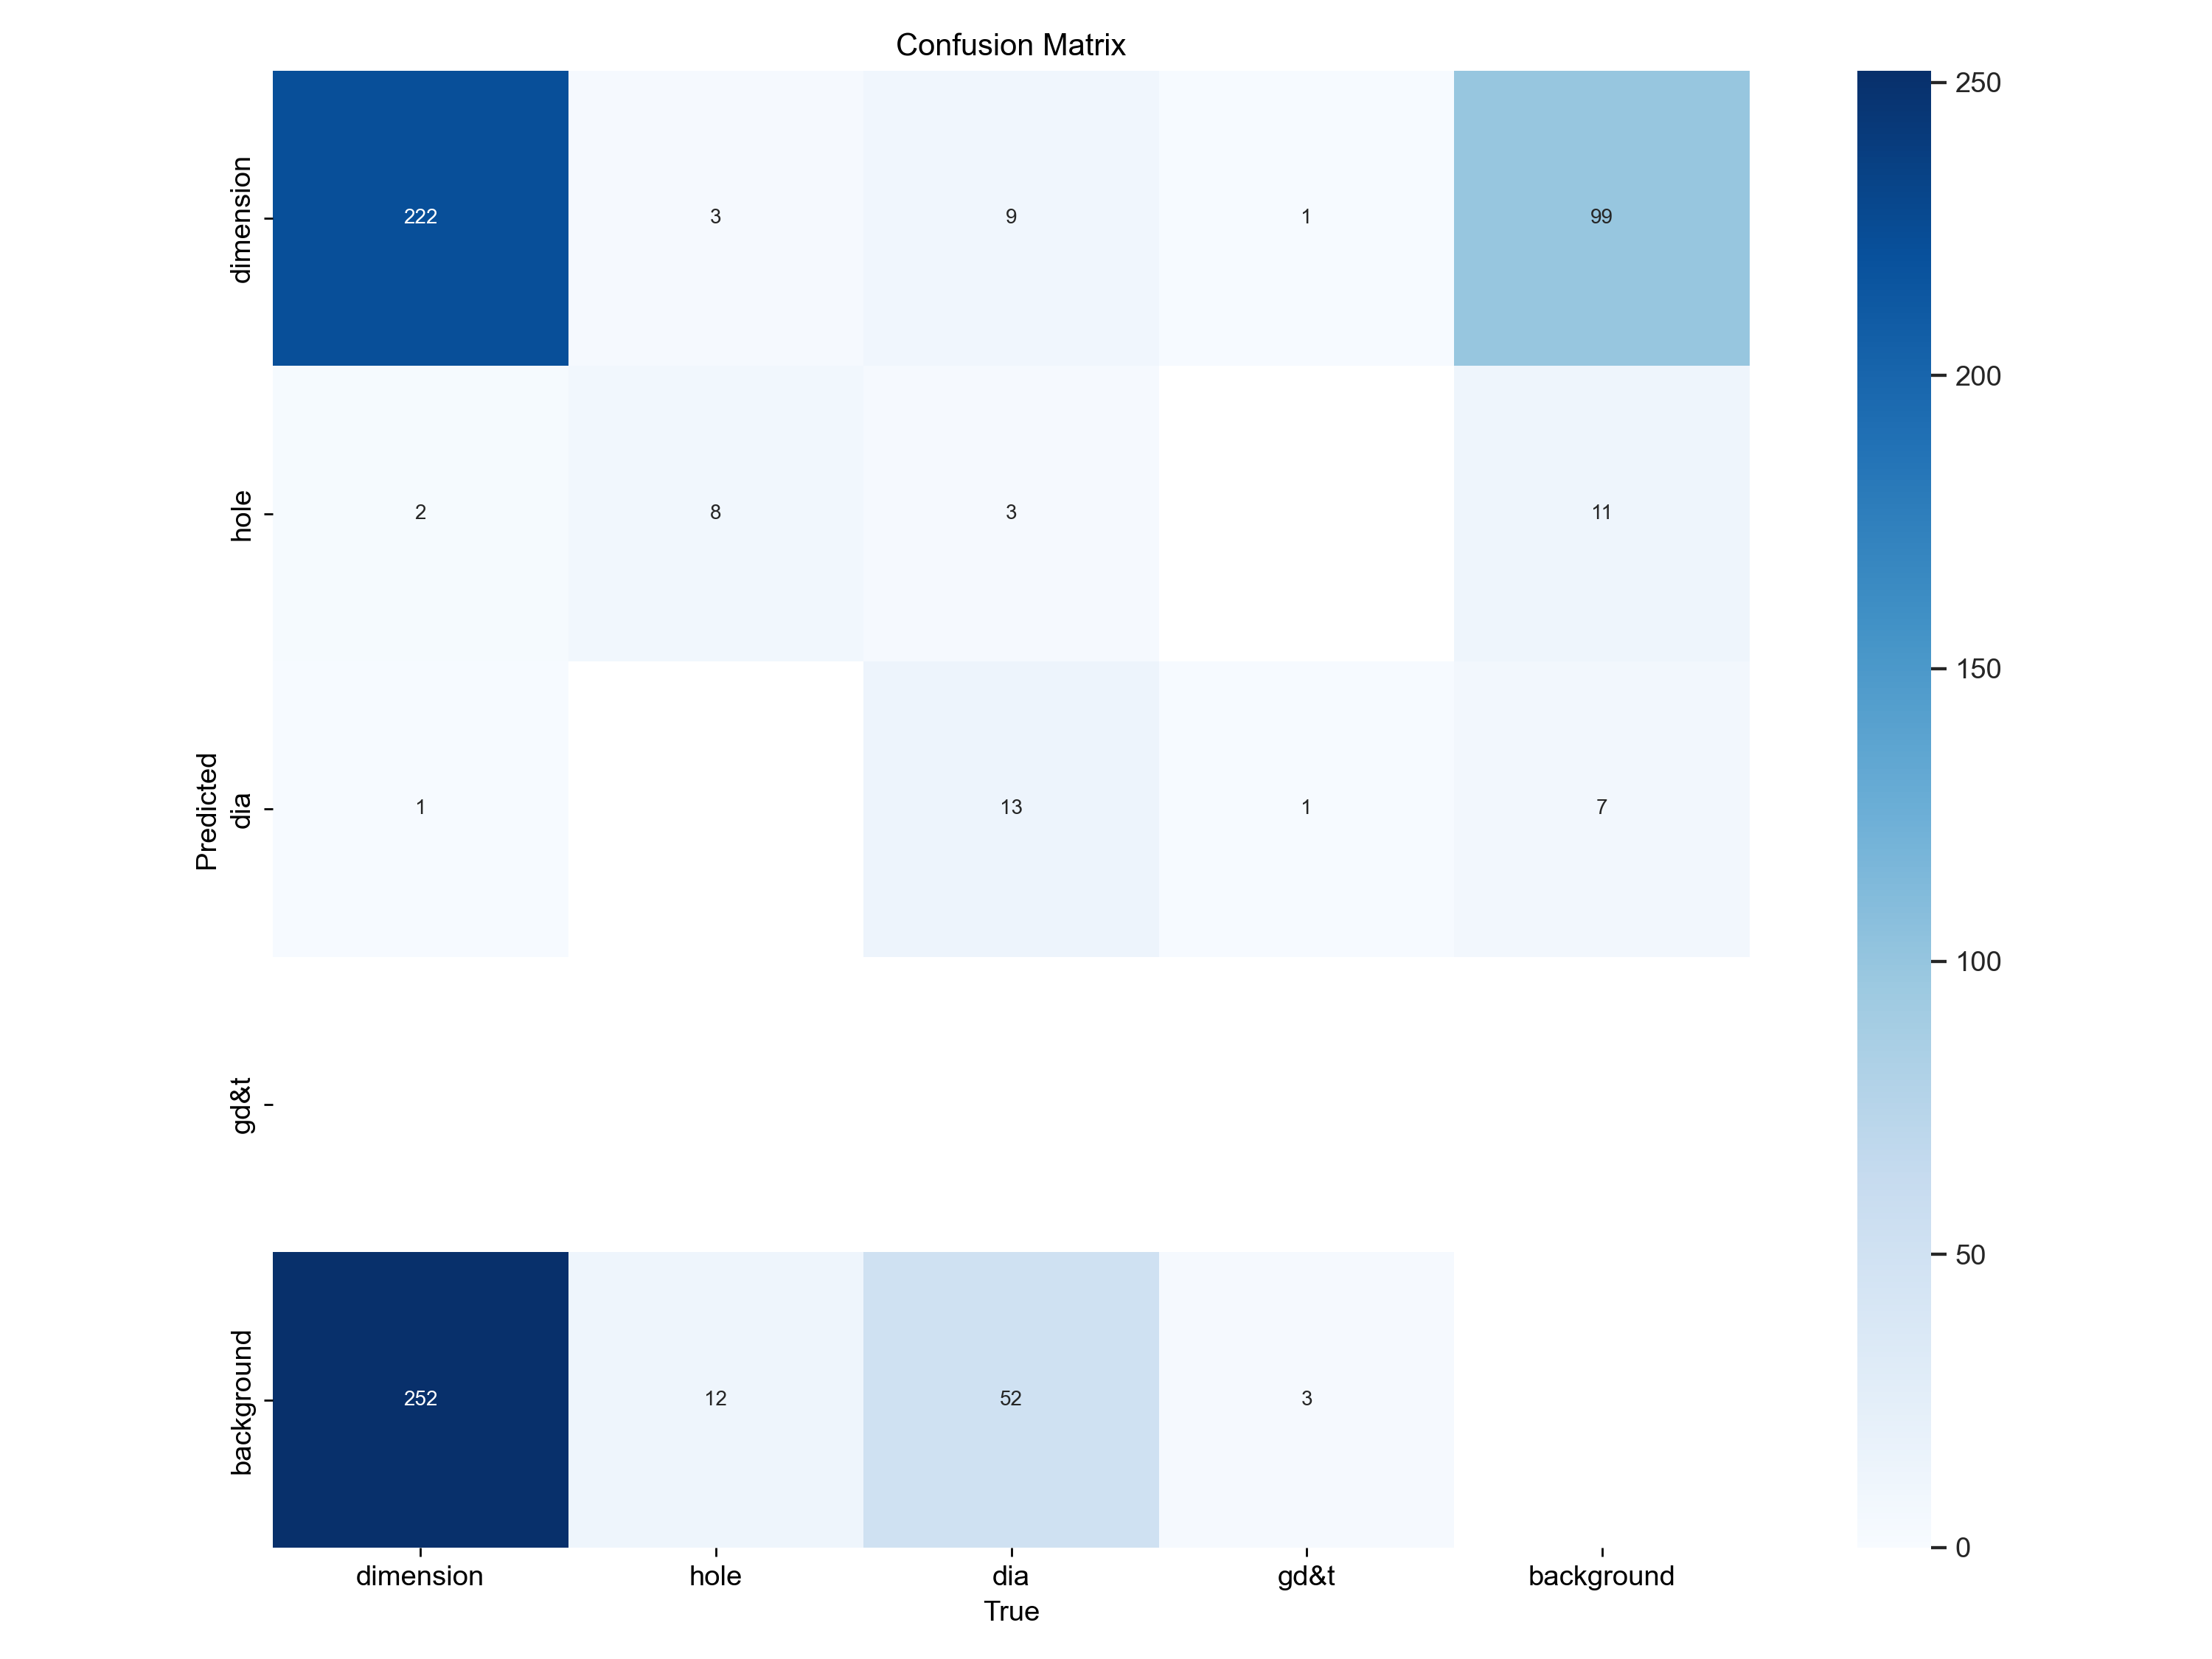 Confusion Matrix
dimension
222
3
9
1
99
hole
2
8
3
11
Predicted
dia
1
13
1
7
gd&t
background
252
12
52
3
dimension
hole
dia
gd&t
background
True
250
200
150
100
50
0